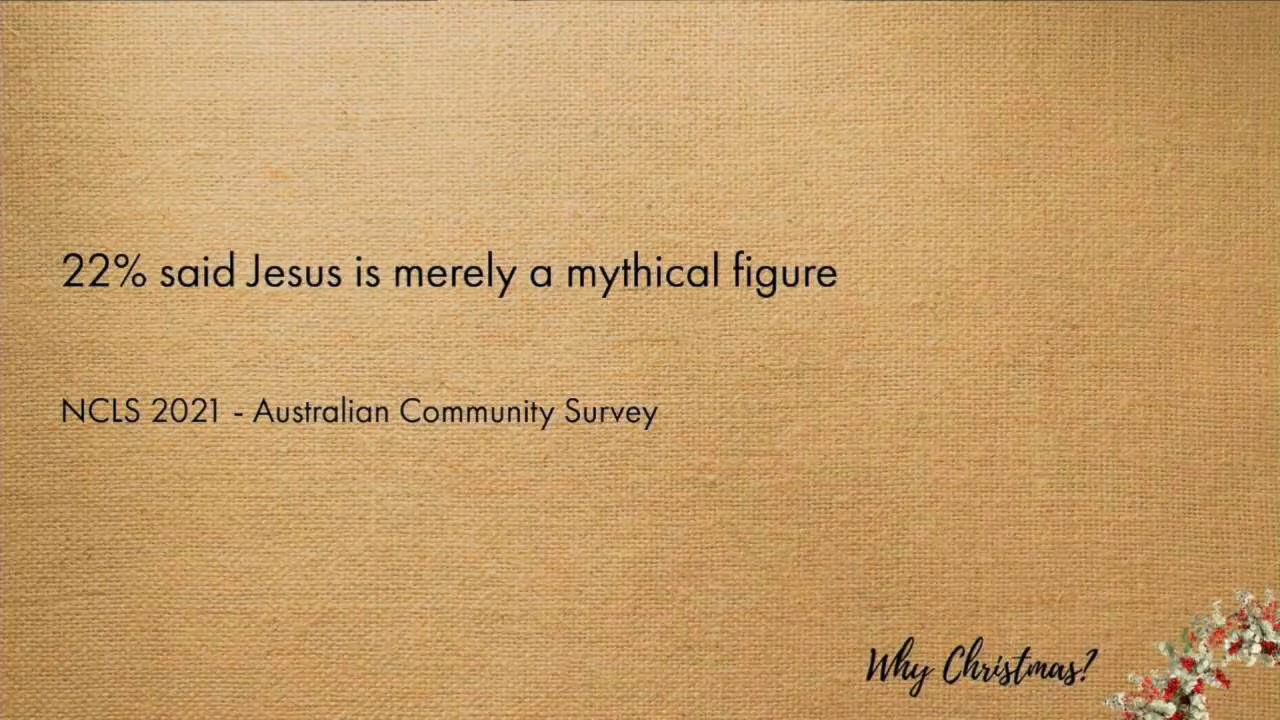 22% said Jesus is merely a mythical figure
NCLS 2021 - Australian Community Survey
Why Christmas?